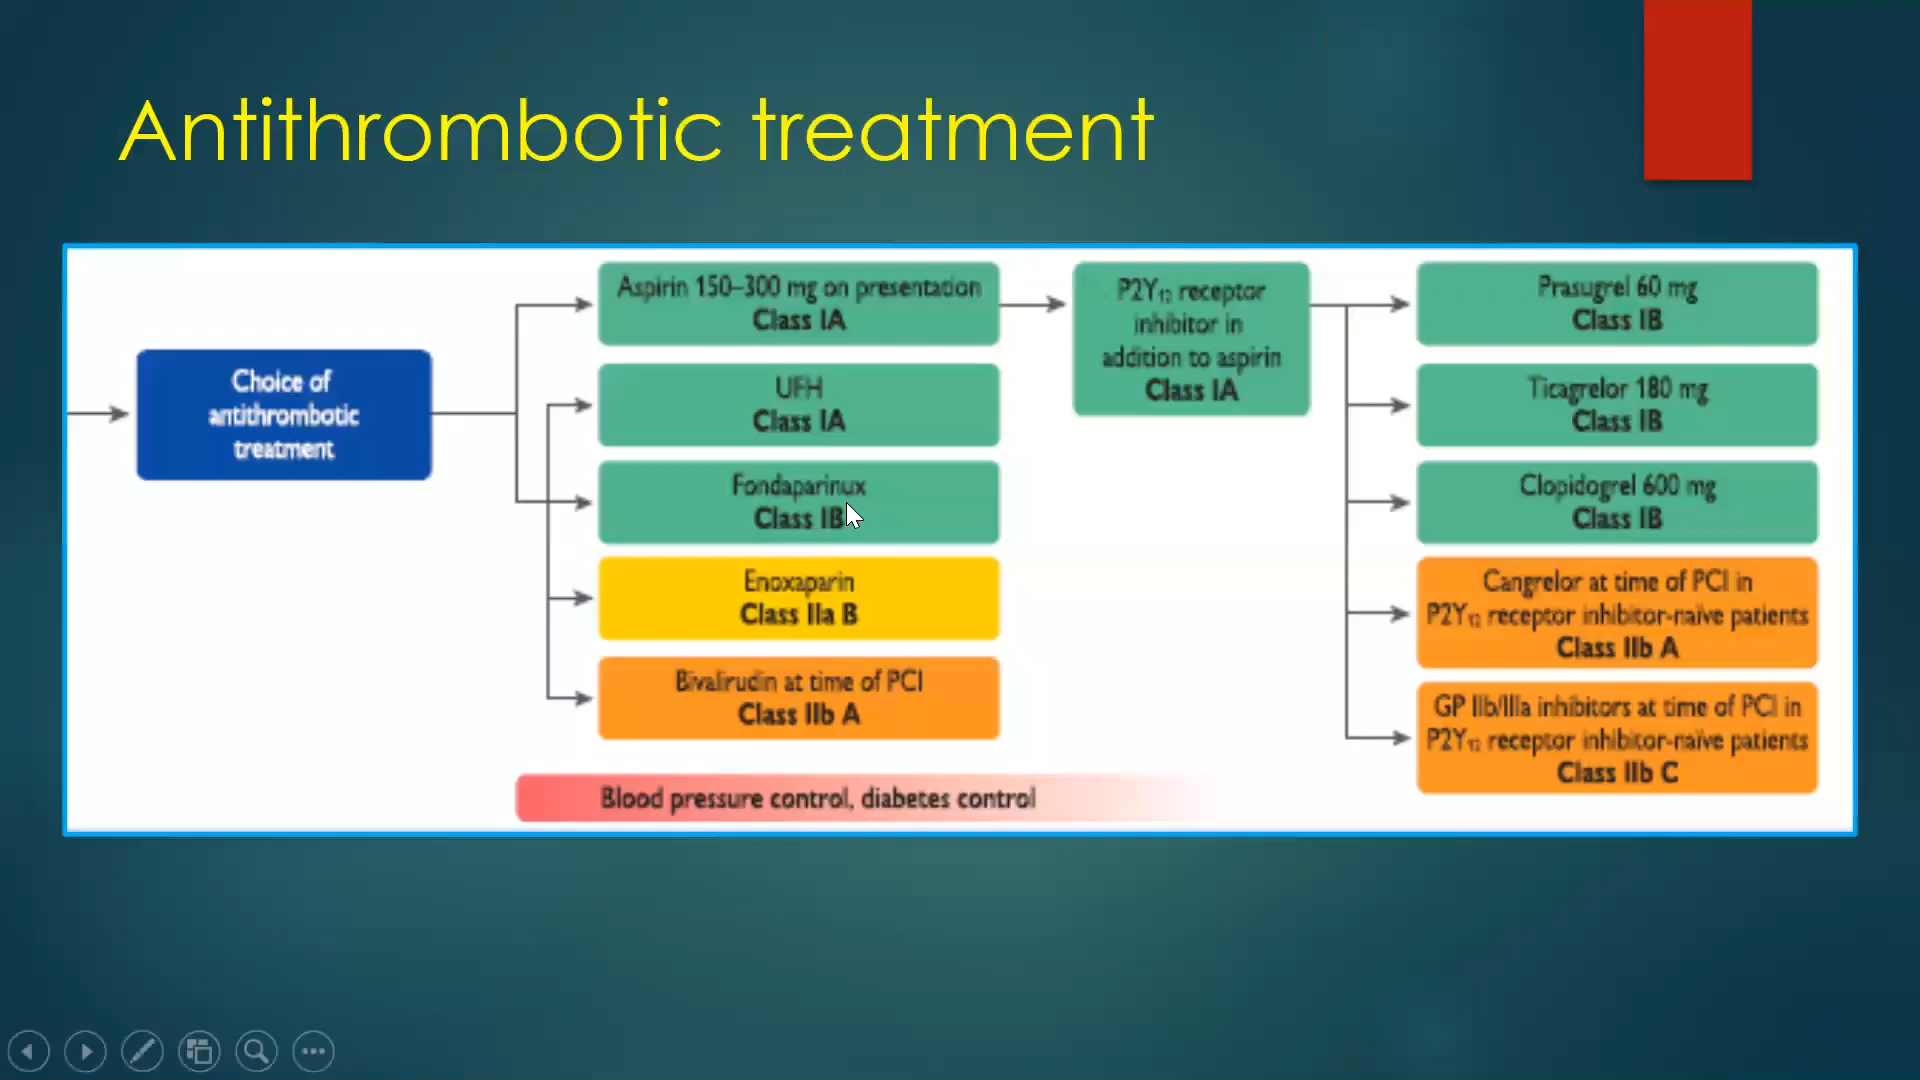 Antithrombotic treatment
Choice of
antithrombotic
treatment
Aspirin 150–300 mg on presentation
Class IA
UFH
Class IA
Fondaparinux
Class IB
Enoxaparin
Class IIa B
Bivalirudin at time of PCI
Class IIb A
P2Y₁₂ receptor
inhibitor in
addition to aspirin
Class IA
Prasugrel 60 mg
Class IB
Ticagrelor 180 mg
Class IB
Clopidogrel 600 mg
Class IB
Cangrelor at time of PCI in
P2Y₁₂ receptor inhibitor-naïve patients
Class IIb A
GP IIb/IIIa inhibitors at time of PCI in
P2Y₁₂ receptor inhibitor-naïve patients
Class IIb C
Blood pressure control, diabetes control